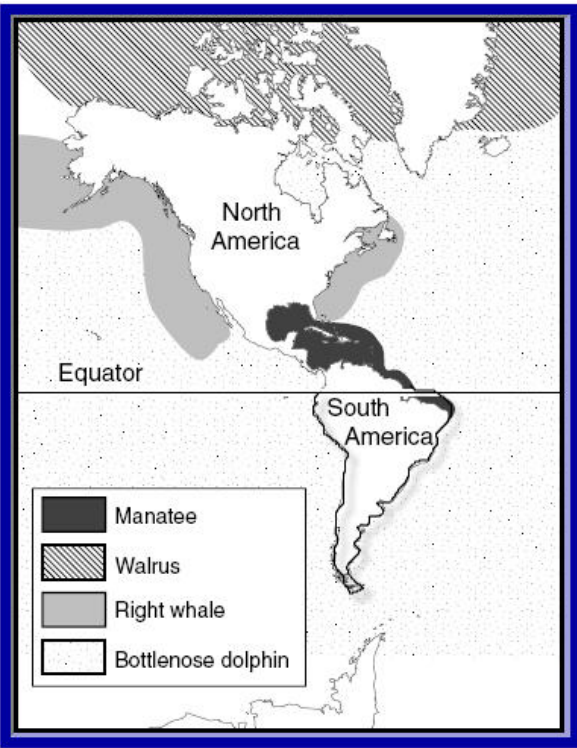 North
America
Equator
South
America
Manatee
Walrus
Right whale
Bottlenose dolphin